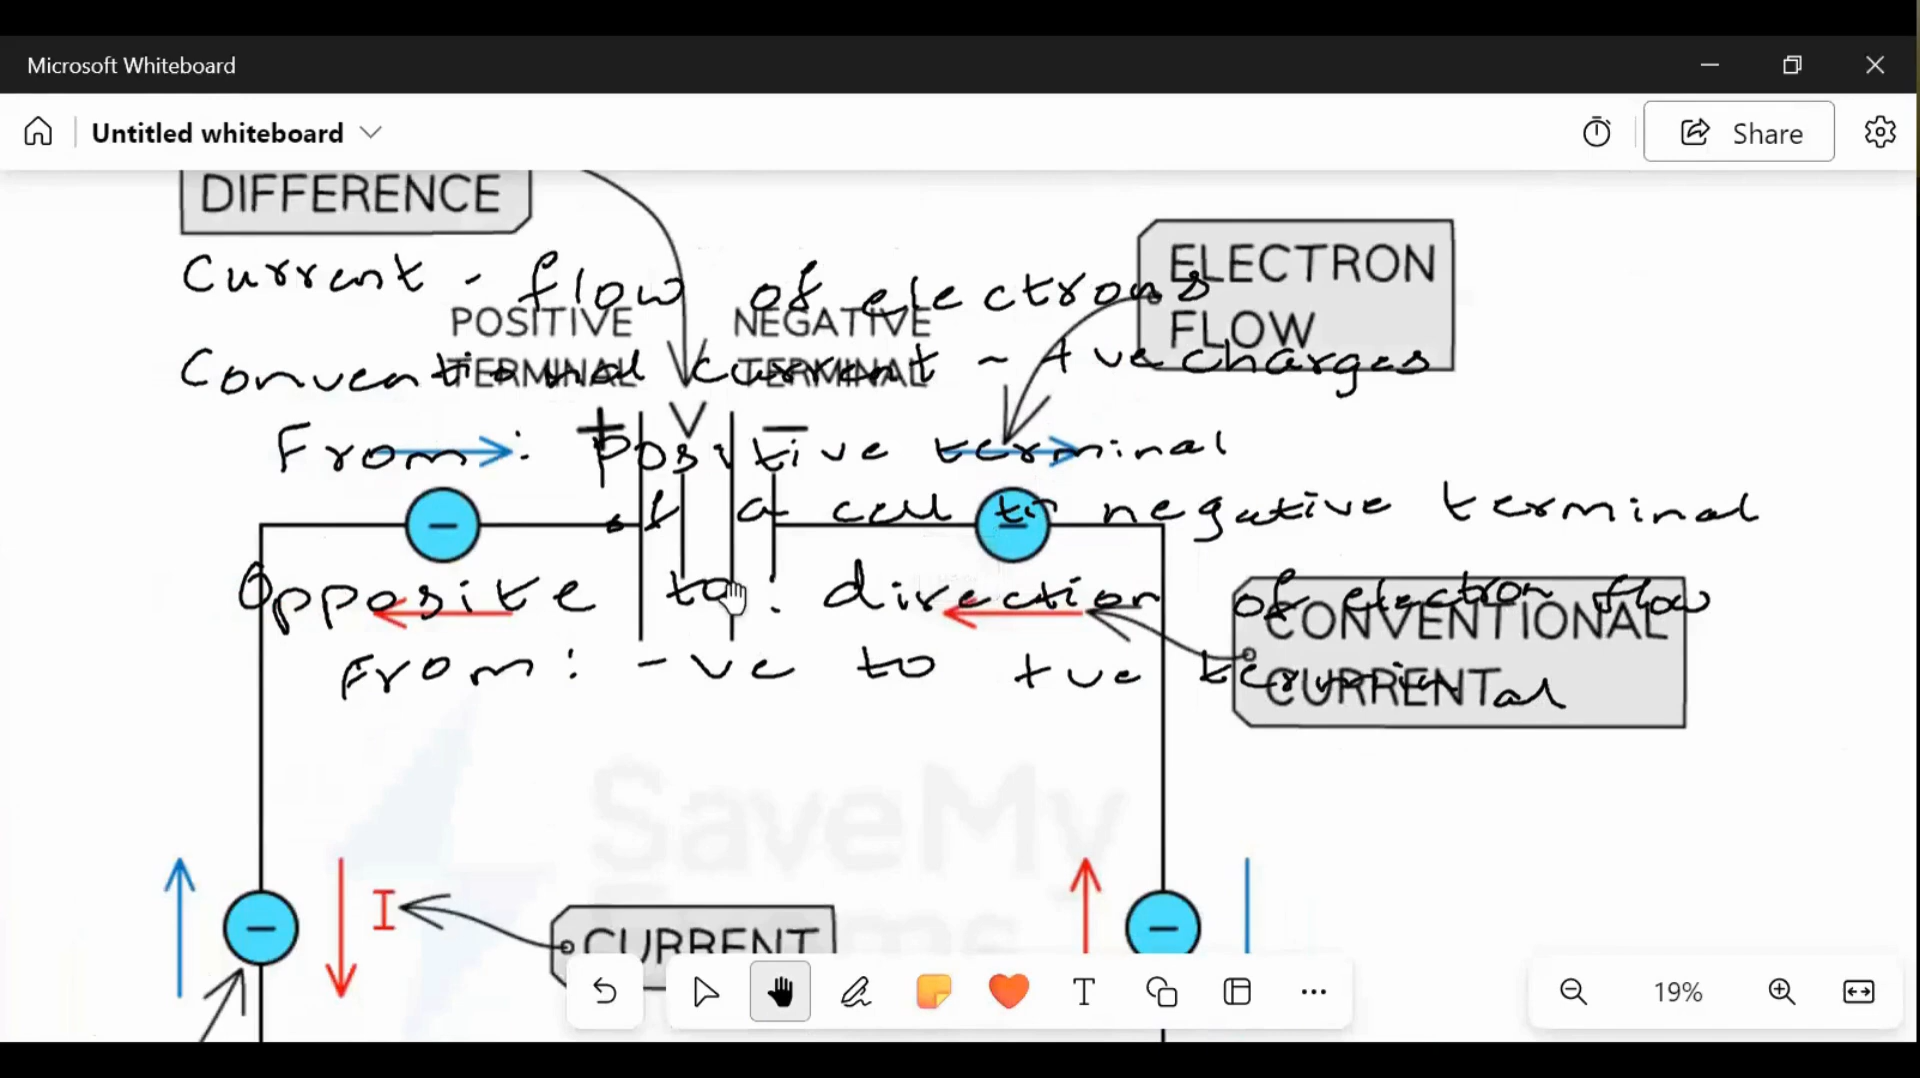 Microsoft Whiteboard
Untitled whiteboard
Share
DIFFERENCE
ELECTRON
FLOW
Current - flow of electrons
POSITIVE
TERMINAL
NEGATIVE
TERMINAL
Conventional current - +ve charges
+
−
From : positive terminal
of a cell to negative terminal
−
−
Opposite to : direction of electron flow
CONVENTIONAL
CURRENT
From : -ve to +ve terminal
SaveMy
Exams
−
I
CURRENT
−
T
19%